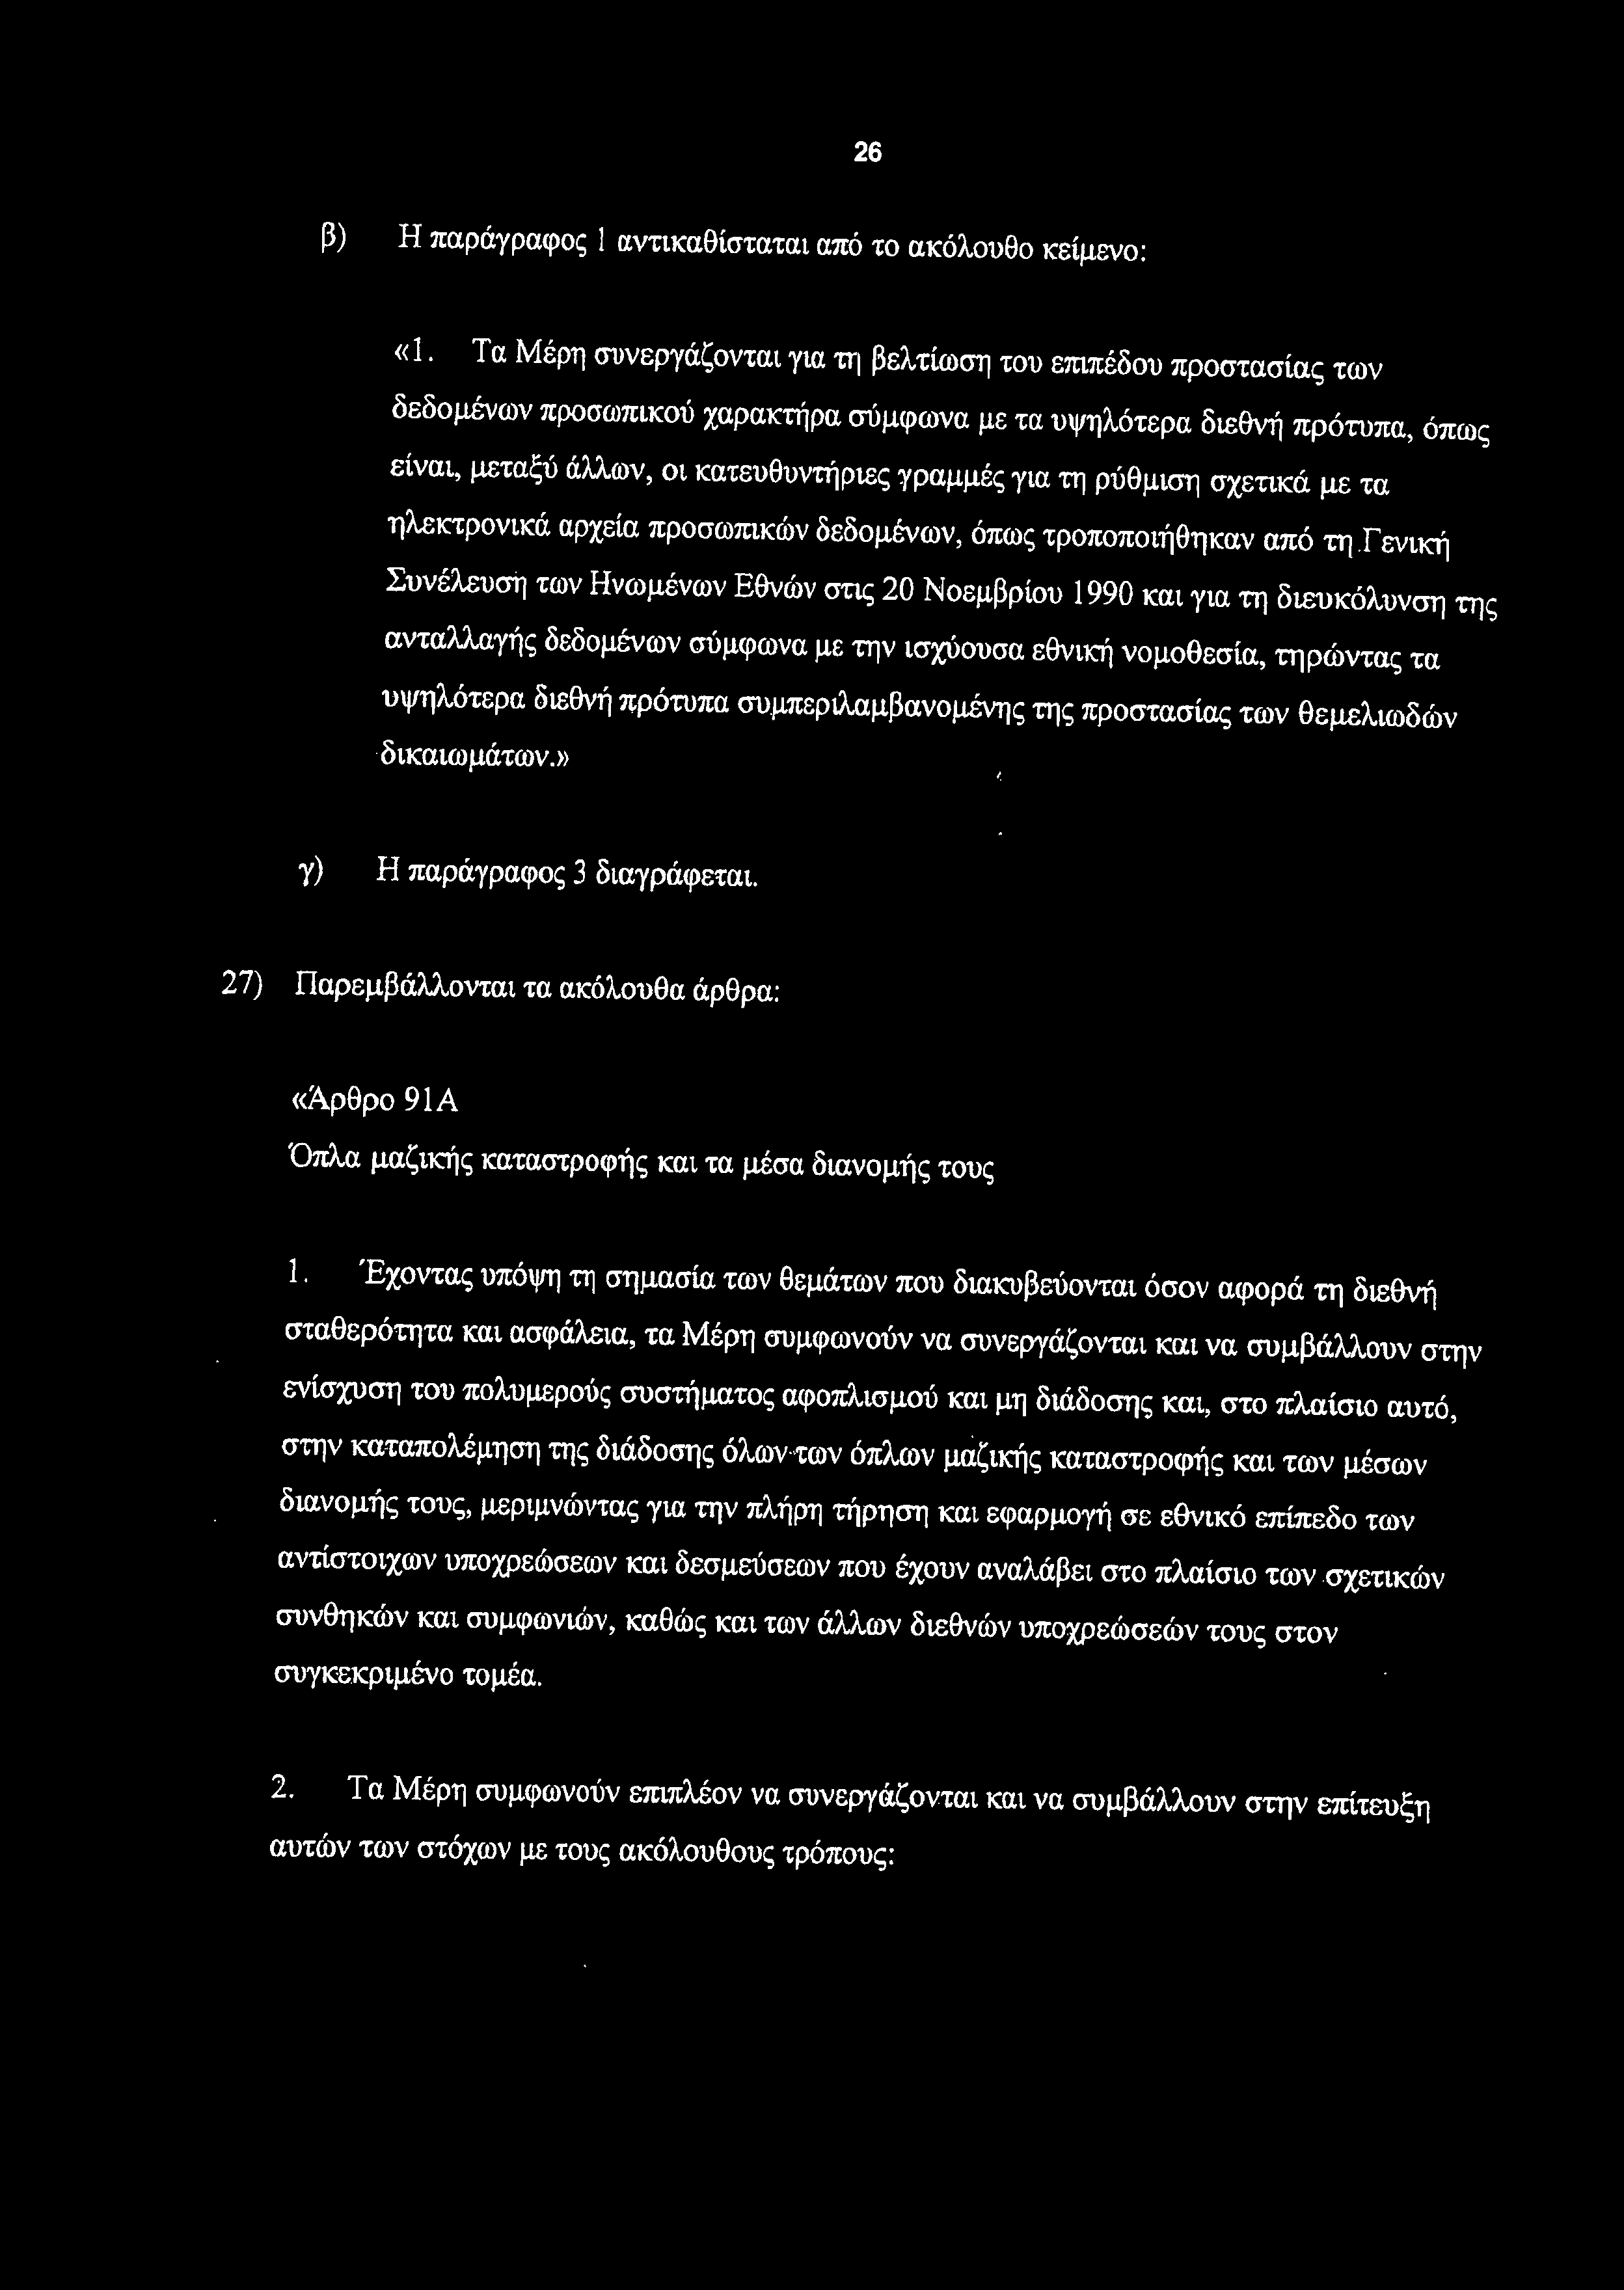 26
β) Η παράγραφος 1 αντικαθίσταται από το ακόλουθο κείμενο:
«1. Τα Μέρη συνεργάζονται για τη βελτίωση του επιπέδου προστασίας των
δεδομένων προσωπικού χαρακτήρα σύμφωνα με τα υψηλότερα διεθνή πρότυπα, όπως
είναι, μεταξύ άλλων, οι κατευθυντήριες γραμμές για τη ρύθμιση σχετικά με τα
ηλεκτρονικά αρχεία προσωπικών δεδομένων, όπως τροποποιήθηκαν από τη Γενική
Συνέλευση των Ηνωμένων Εθνών στις 20 Νοεμβρίου 1990 και για τη διευκόλυνση της
ανταλλαγής δεδομένων σύμφωνα με την ισχύουσα εθνική νομοθεσία, τηρώντας τα
υψηλότερα διεθνή πρότυπα συμπεριλαμβανομένης της προστασίας των θεμελιωδών
δικαιωμάτων.»
γ) Η παράγραφος 3 διαγράφεται.
27) Παρεμβάλλονται τα ακόλουθα άρθρα:
«Άρθρο 91Α
Όπλα μαζικής καταστροφής και τα μέσα διανομής τους
1. Έχοντας υπόψη τη σημασία των θεμάτων που διακυβεύονται όσον αφορά τη διεθνή
σταθερότητα και ασφάλεια, τα Μέρη συμφωνούν να συνεργάζονται και να συμβάλλουν στην
ενίσχυση του πολυμερούς συστήματος αφοπλισμού και μη διάδοσης και, στο πλαίσιο αυτό,
στην καταπολέμηση της διάδοσης όλων των όπλων μαζικής καταστροφής και των μέσων
διανομής τους, μεριμνώντας για την πλήρη τήρηση και εφαρμογή σε εθνικό επίπεδο των
αντίστοιχων υποχρεώσεων και δεσμεύσεων που έχουν αναλάβει στο πλαίσιο των σχετικών
συνθηκών και συμφωνιών, καθώς και των άλλων διεθνών υποχρεώσεών τους στον
συγκεκριμένο τομέα.
2. Τα Μέρη συμφωνούν επιπλέον να συνεργάζονται και να συμβάλλουν στην επίτευξη
αυτών των στόχων με τους ακόλουθους τρόπους: